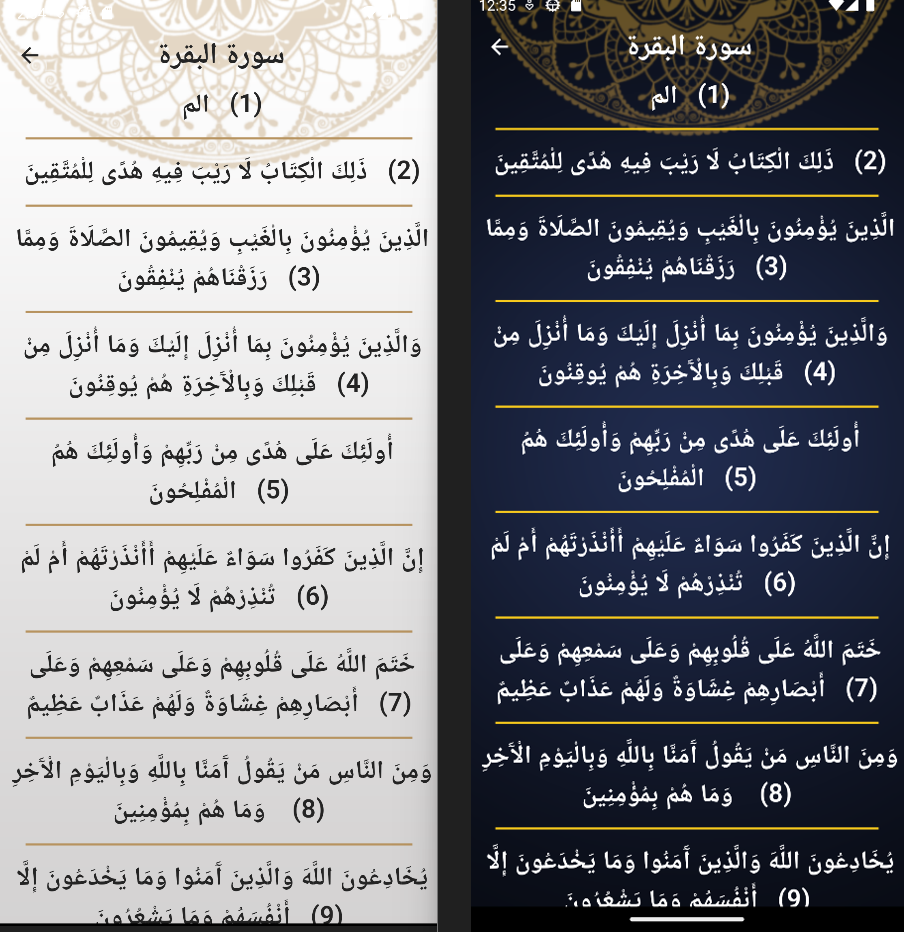 سورة البقرة
(1) الم
(2) ذَلِكَ الْكِتَابُ لَا رَيْبَ فِيهِ هُدًى لِلْمُتَّقِينَ
الَّذِينَ يُؤْمِنُونَ بِالْغَيْبِ وَيُقِيمُونَ الصَّلَاةَ وَمِمَّا
(3) رَزَقْنَاهُمْ يُنْفِقُونَ
وَالَّذِينَ يُؤْمِنُونَ بِمَا أُنْزِلَ إِلَيْكَ وَمَا أُنْزِلَ مِنْ
(4) قَبْلِكَ وَبِالْآخِرَةِ هُمْ يُوقِنُونَ
أُولَئِكَ عَلَى هُدًى مِنْ رَبِّهِمْ وَأُولَئِكَ هُمُ
(5) الْمُفْلِحُونَ
إِنَّ الَّذِينَ كَفَرُوا سَوَاءٌ عَلَيْهِمْ أَأَنْذَرْتَهُمْ أَمْ لَمْ
(6) تُنْذِرْهُمْ لَا يُؤْمِنُونَ
خَتَمَ اللَّهُ عَلَى قُلُوبِهِمْ وَعَلَى سَمْعِهِمْ وَعَلَى
(7) أَبْصَارِهِمْ غِشَاوَةٌ وَلَهُمْ عَذَابٌ عَظِيمٌ
وَمِنَ النَّاسِ مَنْ يَقُولُ آمَنَّا بِاللَّهِ وَبِالْيَوْمِ الْآخِرِ
(8) وَمَا هُمْ بِمُؤْمِنِينَ
يُخَادِعُونَ اللَّهَ وَالَّذِينَ آمَنُوا وَمَا يَخْدَعُونَ إِلَّا
(9) أَنْفُسَهُمْ وَمَا يَشْعُرُونَ
12:35
سورة البقرة
(1) الم
(2) ذَلِكَ الْكِتَابُ لَا رَيْبَ فِيهِ هُدًى لِلْمُتَّقِينَ
الَّذِينَ يُؤْمِنُونَ بِالْغَيْبِ وَيُقِيمُونَ الصَّلَاةَ وَمِمَّا
(3) رَزَقْنَاهُمْ يُنْفِقُونَ
وَالَّذِينَ يُؤْمِنُونَ بِمَا أُنْزِلَ إِلَيْكَ وَمَا أُنْزِلَ مِنْ
(4) قَبْلِكَ وَبِالْآخِرَةِ هُمْ يُوقِنُونَ
أُولَئِكَ عَلَى هُدًى مِنْ رَبِّهِمْ وَأُولَئِكَ هُمُ
(5) الْمُفْلِحُونَ
إِنَّ الَّذِينَ كَفَرُوا سَوَاءٌ عَلَيْهِمْ أَأَنْذَرْتَهُمْ أَمْ لَمْ
(6) تُنْذِرْهُمْ لَا يُؤْمِنُونَ
خَتَمَ اللَّهُ عَلَى قُلُوبِهِمْ وَعَلَى سَمْعِهِمْ وَعَلَى
(7) أَبْصَارِهِمْ غِشَاوَةٌ وَلَهُمْ عَذَابٌ عَظِيمٌ
وَمِنَ النَّاسِ مَنْ يَقُولُ آمَنَّا بِاللَّهِ وَبِالْيَوْمِ الْآخِرِ
(8) وَمَا هُمْ بِمُؤْمِنِينَ
يُخَادِعُونَ اللَّهَ وَالَّذِينَ آمَنُوا وَمَا يَخْدَعُونَ إِلَّا
(9) أَنْفُسَهُمْ وَمَا يَشْعُرُونَ